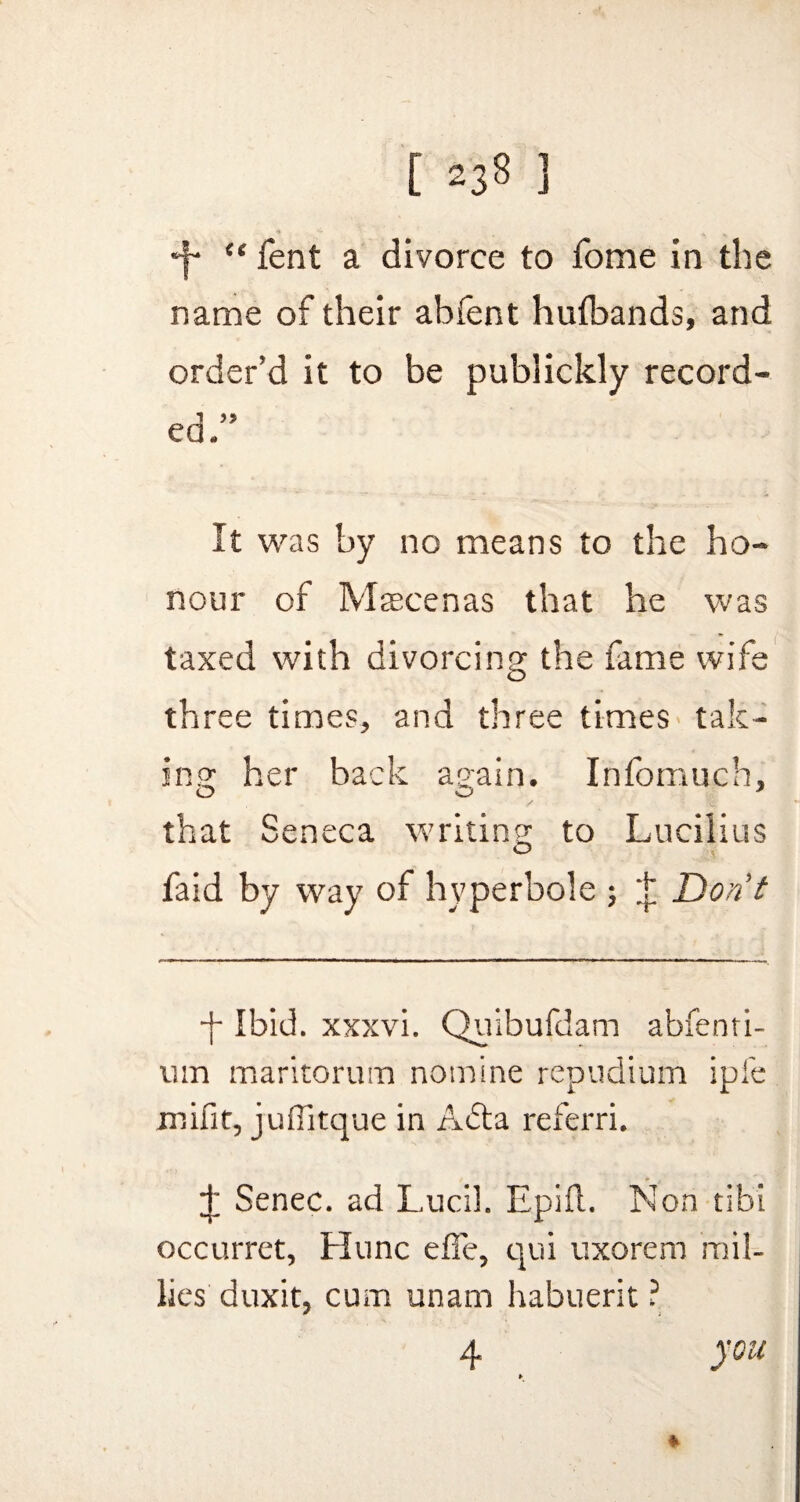 [ 238 ]
† “ ſent a divorce to ſome in the
name of their abſent huſbands, and
order’d it to be publickly record-
ed.”
It was by no means to the ho-
nour of Mæcenas that he was
taxed with divorcing the ſame wife
three times, and three times tak-
ing her back again. Inſomuch,
that Seneca writing to Lucilius
ſaid by way of hyperbole ; ‡ Don’t
† Ibid. xxxvi. Quibuſdam abſenti-
um maritorum nomine repudium ipſe
miſit, juſſitque in Acta referri.
‡ Senec. ad Lucil. Epiſt. Non tibi
occurret, Hunc eſſe, qui uxorem mil-
lies duxit, cum unam habuerit ?
4 you